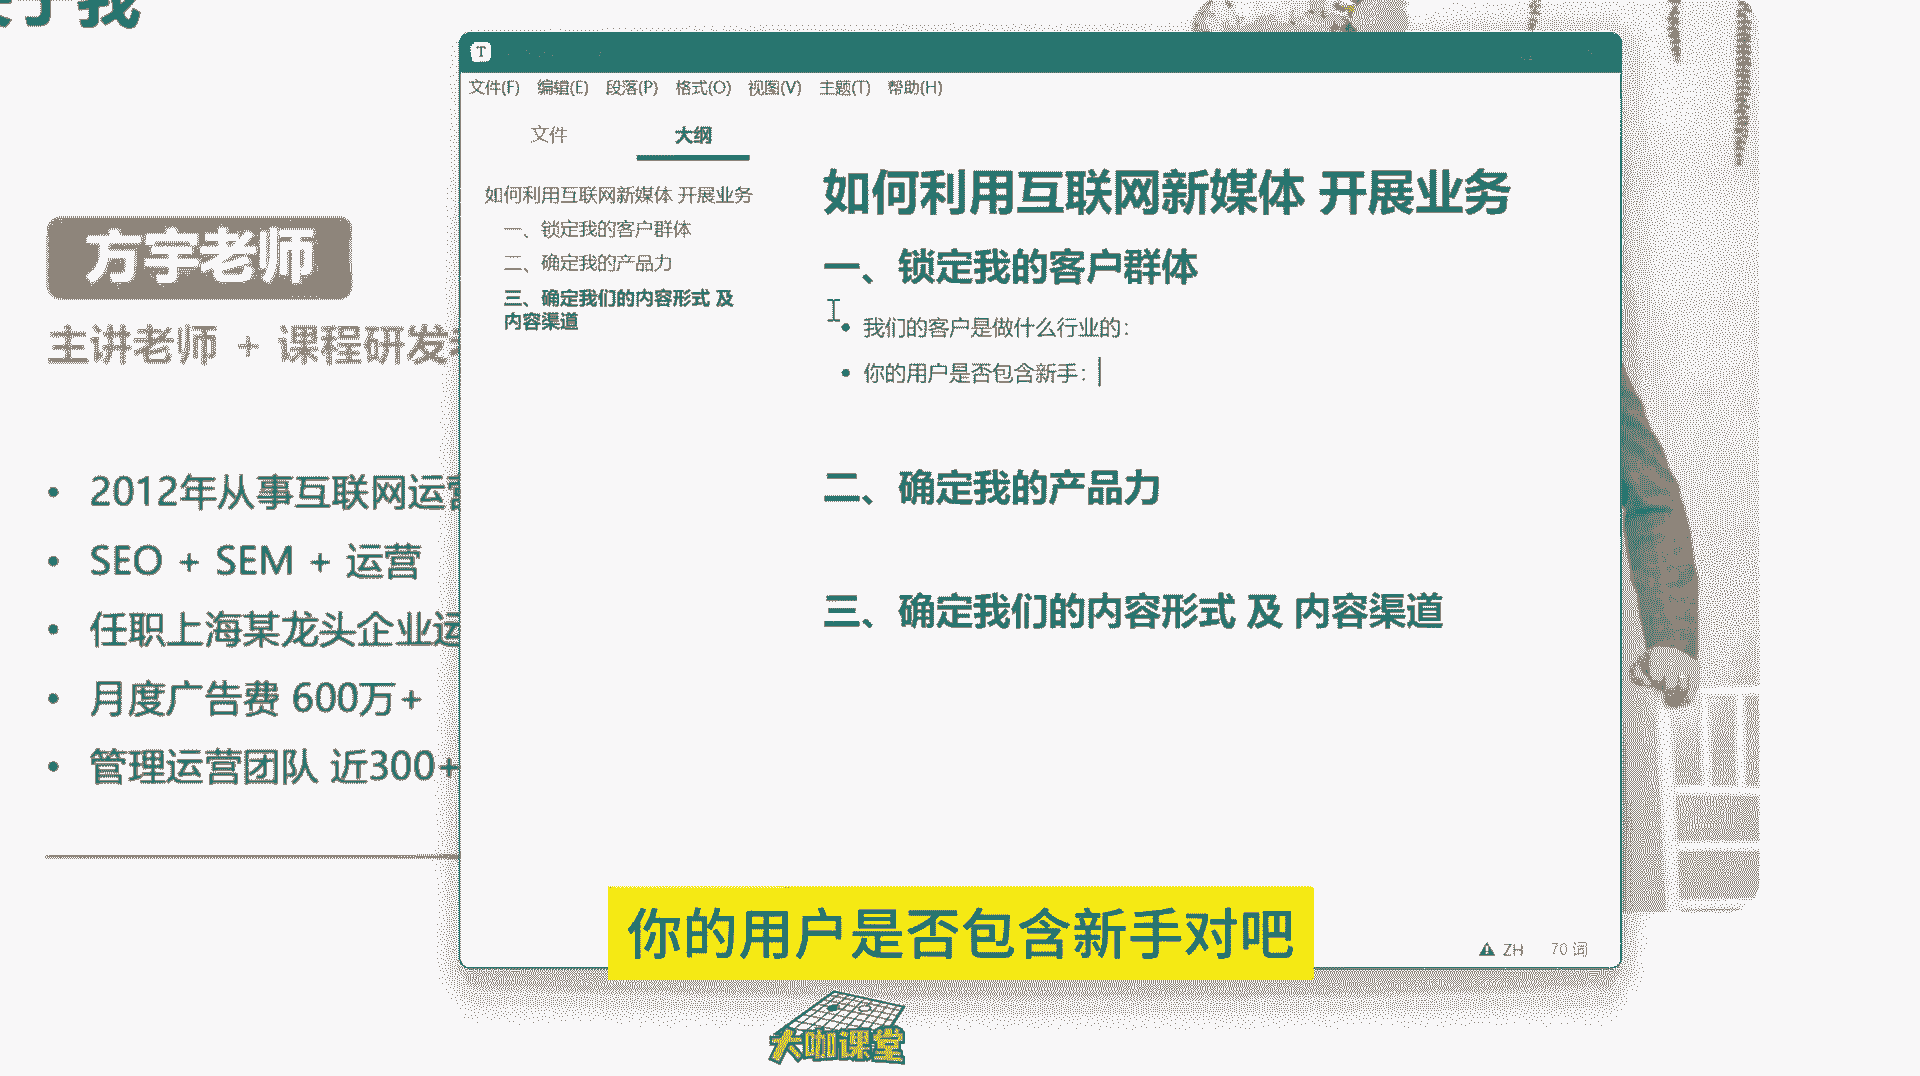 于我
方宇老师
主讲老师 + 课程研发
2012年从事互联网运营
SEO + SEM + 运营
任职上海某龙头企业运
月度广告费 600万+
管理运营团队 近300+
T
文件(F) 编辑(E) 段落(P) 格式(O) 视图(V) 主题(T) 帮助(H)
文件 大纲
如何利用互联网新媒体 开展业务
一、锁定我的客户群体
二、确定我的产品力
三、确定我们的内容形式 及
内容渠道
如何利用互联网新媒体 开展业务
一、锁定我的客户群体
我们的客户是做什么行业的：
你的用户是否包含新手：
二、确定我的产品力
三、确定我们的内容形式 及 内容渠道
ZH 70 词
你的用户是否包含新手对吧
大咖课堂